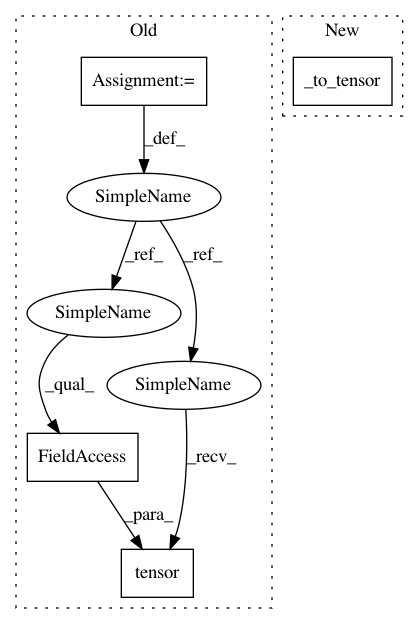 Old
New
Assignment:=
_to_tensor
_def_
SimpleName
_ref_
_ref_
SimpleName
SimpleName
_qual_
FieldAccess
_recv_
_para_
tensor